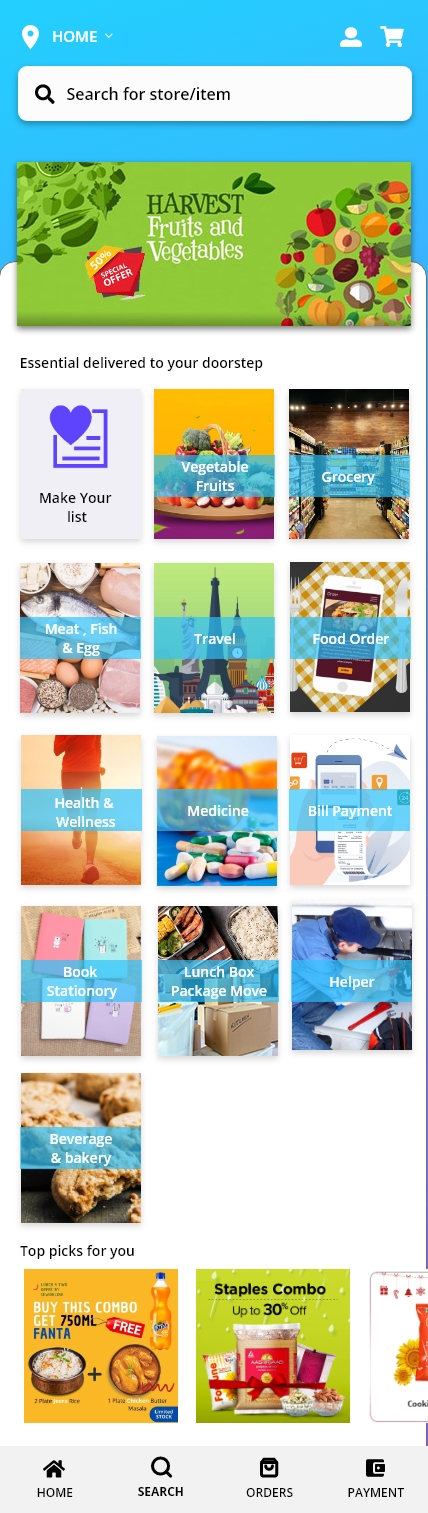 HOME
Search for store/item
HARVEST
Fruits and
Vegetables
50%
SPECIAL
OFFER
Essential delivered to your doorstep
Make Your
list
Vegetable
Fruits
Grocery
Meat , Fish
& Egg
Travel
Food Order
Health &
Wellness
Medicine
Bill Payment
Book
Stationory
Lunch Box
Package Move
KITCHEN
Helper
Beverage
& bakery
Top picks for you
BUY THIS COMBO
GET 750ML
FANTA
FREE
2 Plate Jeera Rice
1 Plate Chicken Butter
Masala
Limited
STOCK
Staples Combo
Up to 30% Off
Cooki
HOME
SEARCH
ORDERS
PAYMENT